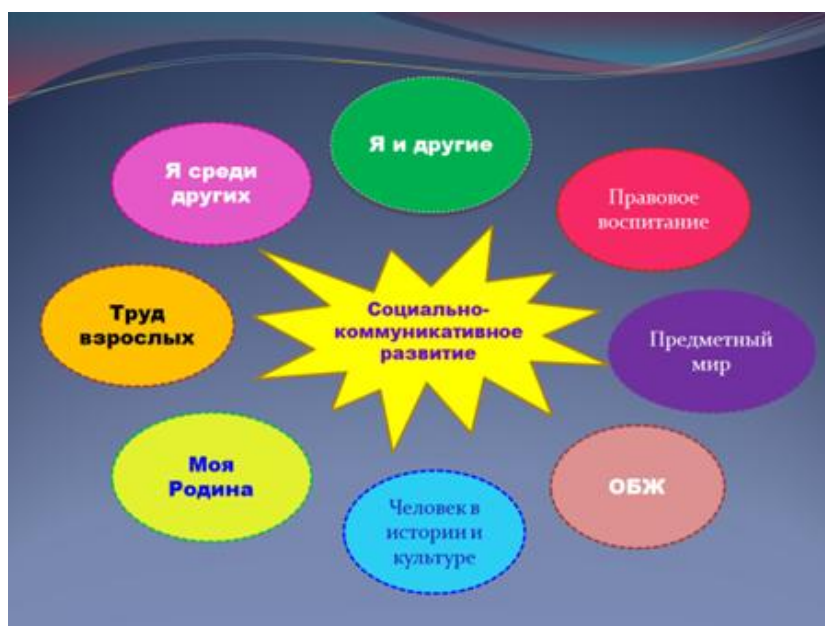 Я и другие
Я среди
других
Правовое
воспитание
Социально-
коммуникативное
развитие
Труд
взрослых
Предметный
мир
Моя
Родина
ОБЖ
Человек в
истории и
культуре